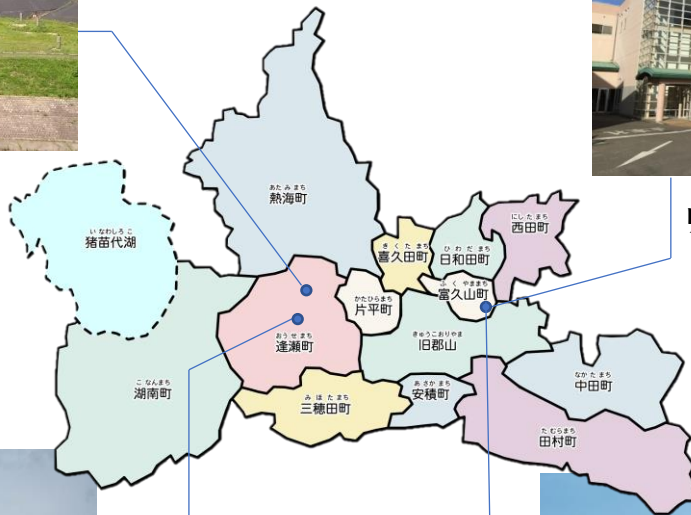 あたみまち
熱海町
いなわしろこ
猪苗代湖
にしたまち
西田町
きくたまち
喜久田町
ひわだまち
日和田町
ふくやままち
富久山町
かたひらまち
片平町
きゅうこおりやま
旧郡山
おうせまち
逢瀬町
こなんまち
湖南町
みほたまち
三穂田町
あさかまち
安積町
なかたまち
中田町
たむらまち
田村町